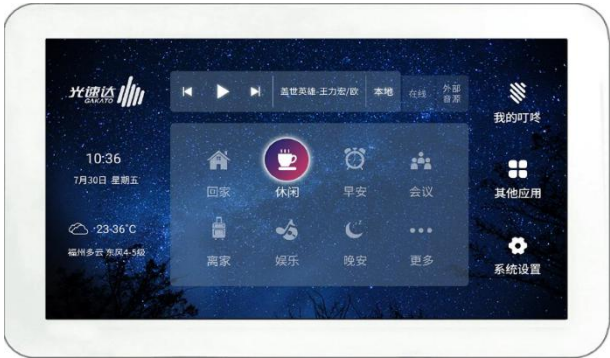 光速达
GAKATO
盖世英雄-王力宏/欧 本地 在线 外部
音源
我的叮咚
10:36
7月30日 星期五
回家 休闲 早安 会议
其他应用
-23-36°C
福州多云 东风4-5级
离家 娱乐 晚安 更多
系统设置